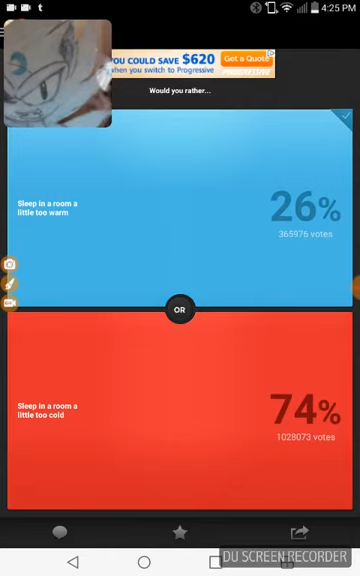 t
4:25 PM
YOU COULD SAVE $620
when you switch to Progressive
Get a Quote
PROGRESSIVE
Would you rather...
Sleep in a room a
little too warm
26%
365976 votes
OR
Sleep in a room a
little too cold
74%
1028073 votes
DU SCREEN RECORDER